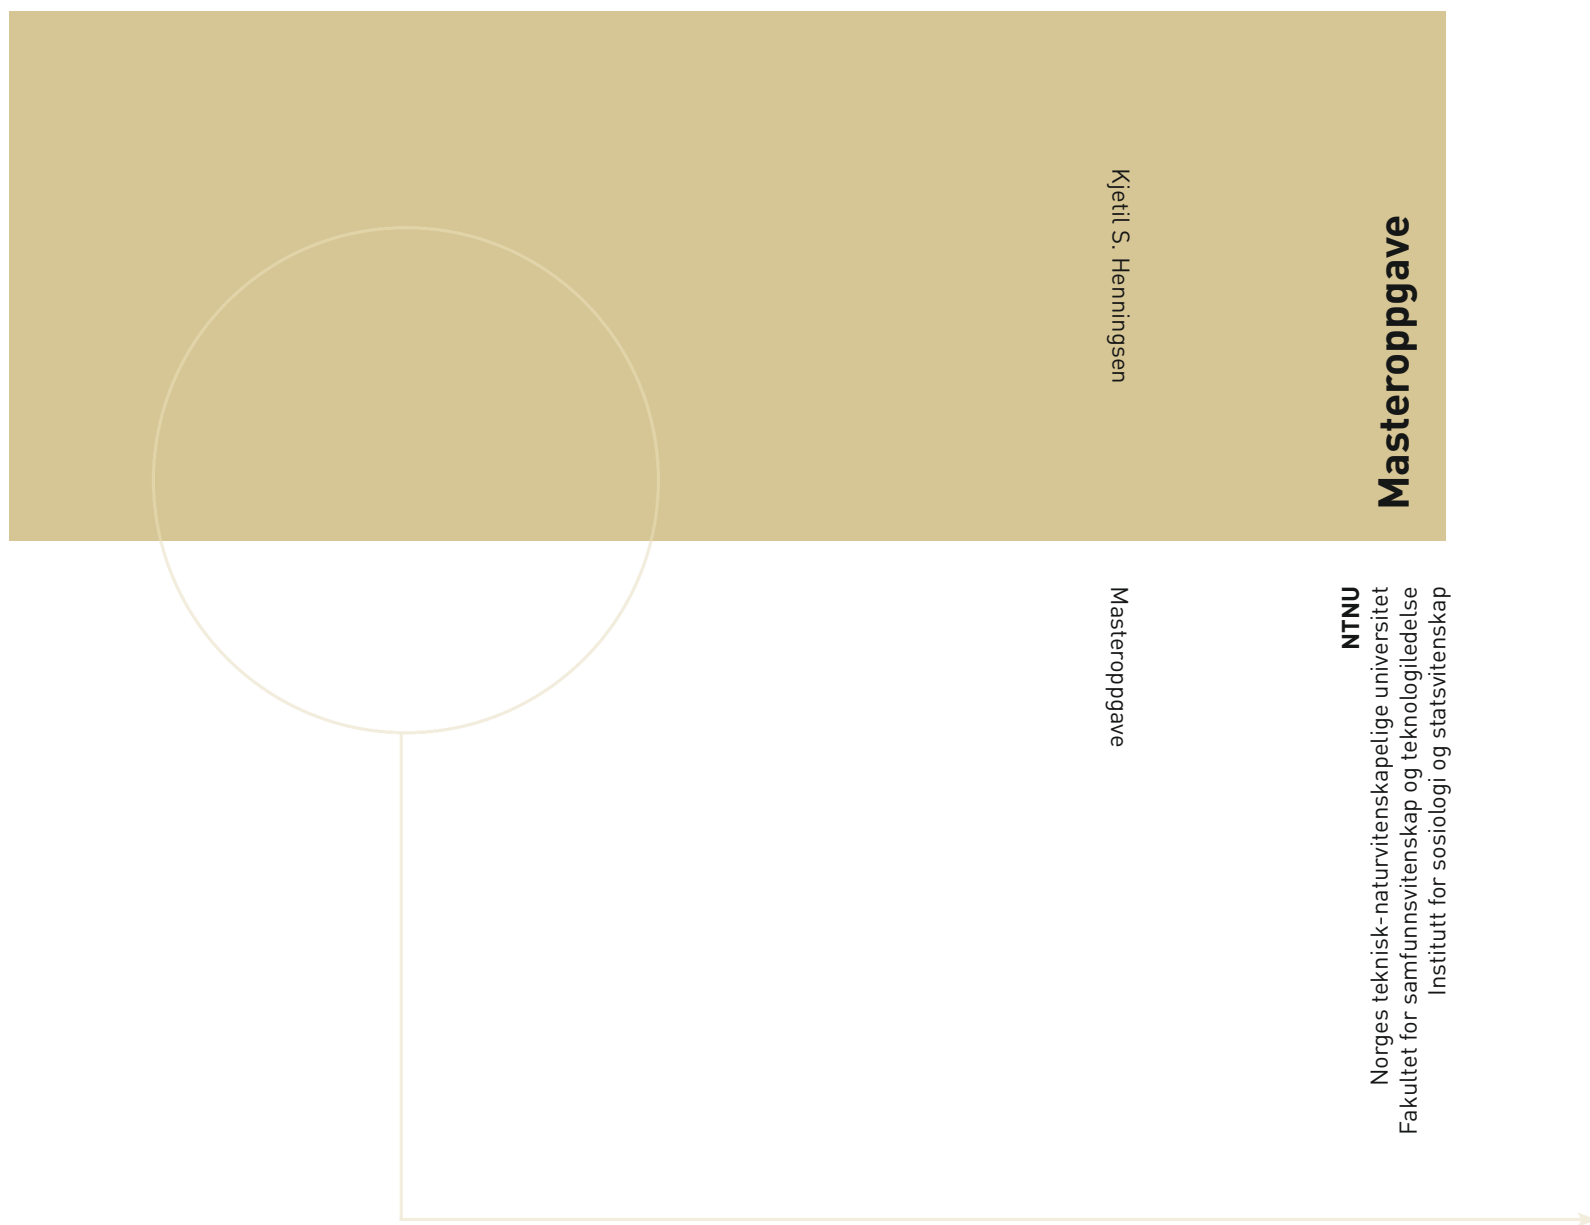 Kjetil S. Henningsen
Masteroppgave
Masteroppgave
NTNU
Norges teknisk-naturvitenskapelige universitet
Fakultet for samfunnsvitenskap og teknologiledelse
Institutt for sosiologi og statsvitenskap